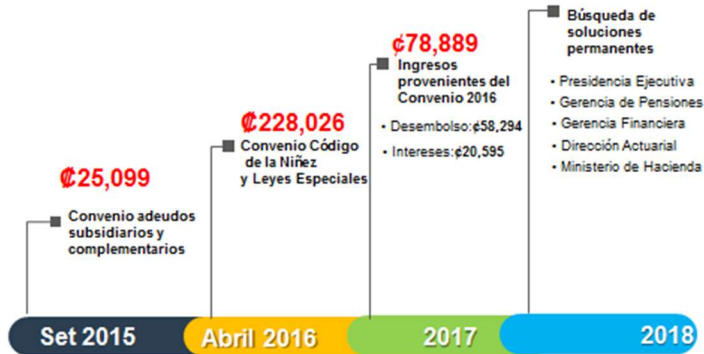 ₡25,099
Convenio adeudos
subsidiarios y
complementarios
Set 2015
₡228,026
Convenio Código
de la Niñez
y Leyes Especiales
Abril 2016
¢78,889
Ingresos
provenientes del
Convenio 2016
• Desembolso:¢58,294
• Intereses:¢20,595
2017
Búsqueda de
soluciones
permanentes
• Presidencia Ejecutiva
• Gerencia de Pensiones
• Gerencia Financiera
• Dirección Actuarial
• Ministerio de Hacienda
2018